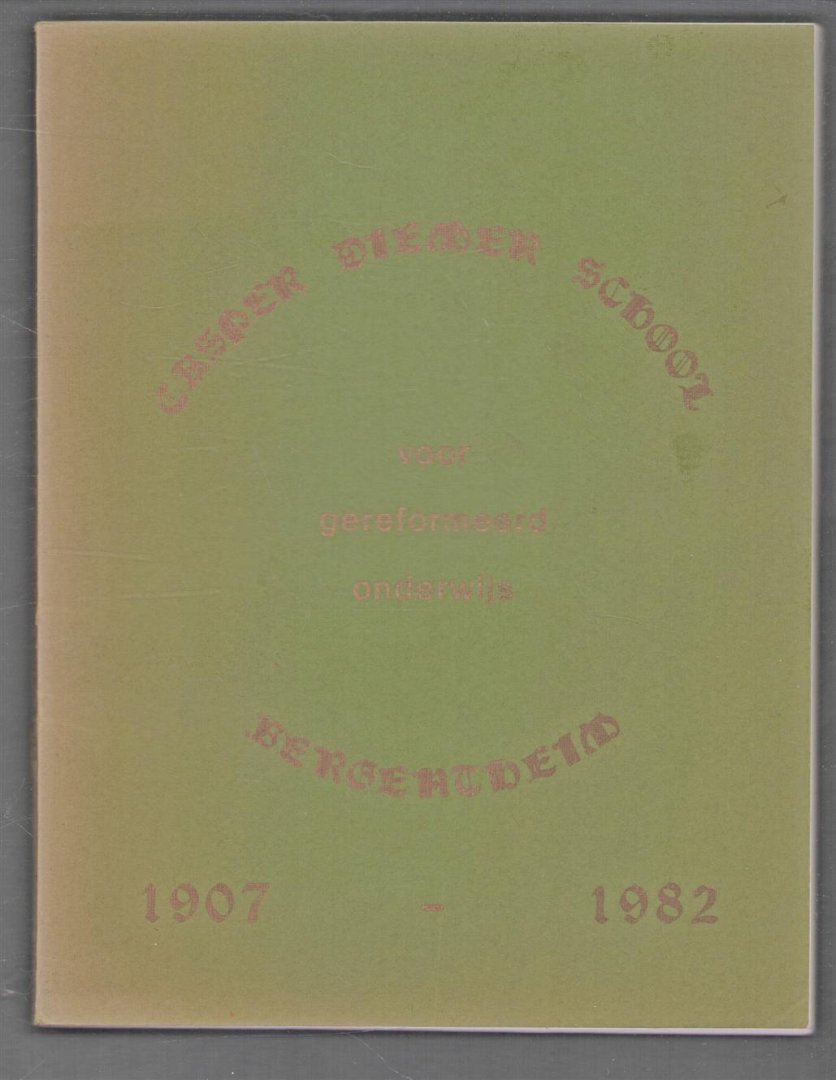 CASPER DIEMER SCHOOL
voor
gereformeerd
onderwijs
BERGENTHEIM
1907 - 1982